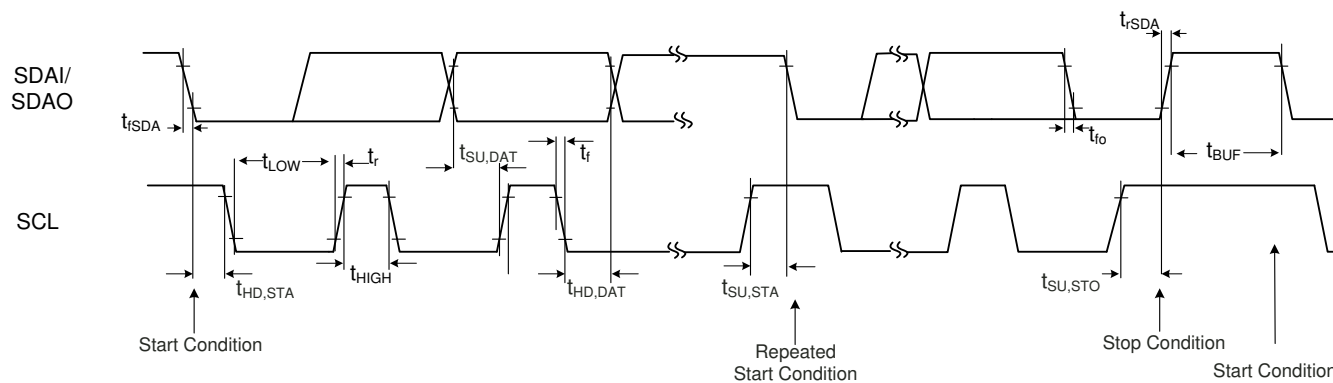 t_rSDA
SDAI/
SDAO
t_fSDA
t_LOW
t_r
t_SU,DAT
t_f
t_fo
t_BUF
SCL
t_HD,STA
t_HIGH
t_HD,DAT
t_SU,STA
t_SU,STO
Start Condition
Repeated
Start Condition
Stop Condition
Start Condition